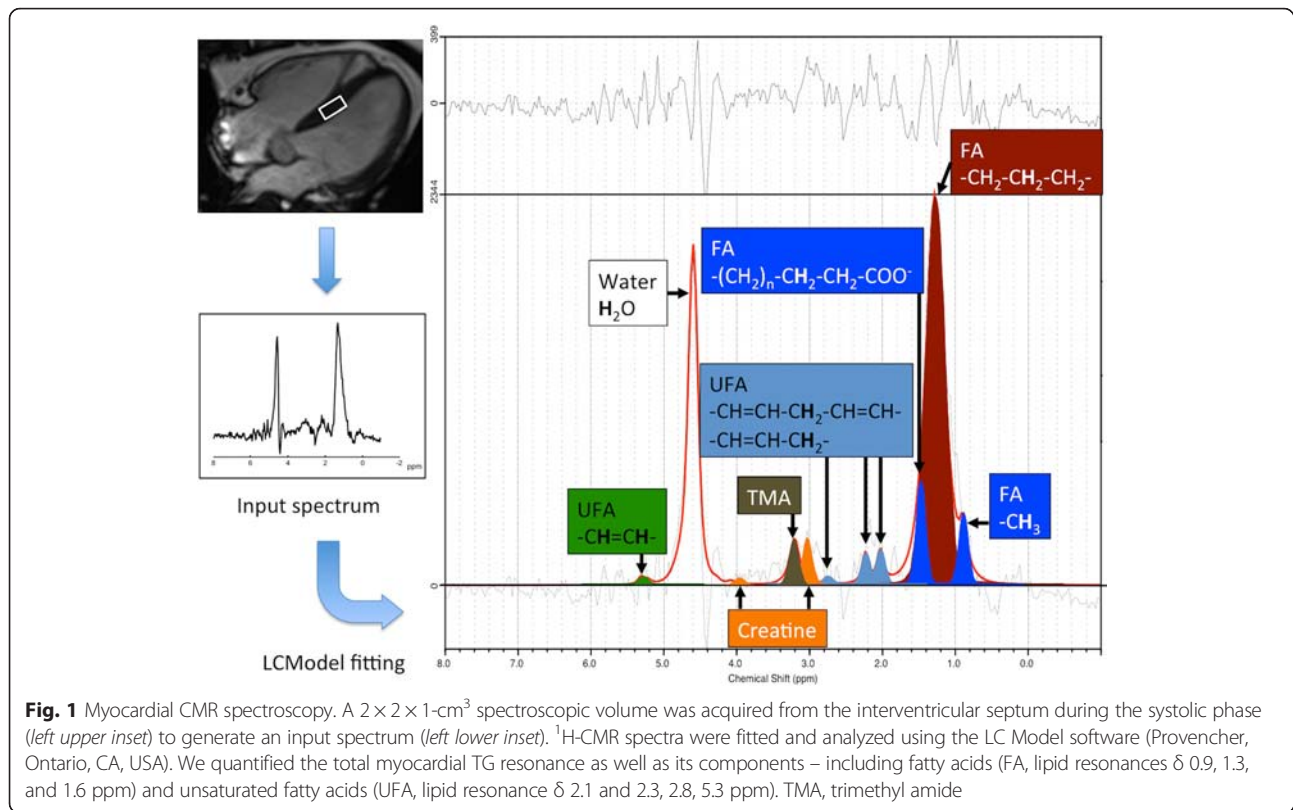 399
0
2344
FA
-CH₂-CH₂-CH₂-
FA
-(CH₂)ₙ-CH₂-CH₂-COO⁻
Water
H₂O
UFA
-CH=CH-CH₂-CH=CH-
-CH=CH-CH₂-
TMA
UFA
-CH=CH-
FA
-CH₃
Creatine
0
8.0 7.0 6.0 5.0 4.0 3.0 2.0 1.0 0.0
Chemical Shift (ppm)
8 6 4 2 0 -2 ppm
Input spectrum
LCModel fitting
Fig. 1 Myocardial CMR spectroscopy. A 2 × 2 × 1-cm³ spectroscopic volume was acquired from the interventricular septum during the systolic phase
(left upper inset) to generate an input spectrum (left lower inset). ¹H-CMR spectra were fitted and analyzed using the LC Model software (Provencher,
Ontario, CA, USA). We quantified the total myocardial TG resonance as well as its components – including fatty acids (FA, lipid resonances δ 0.9, 1.3,
and 1.6 ppm) and unsaturated fatty acids (UFA, lipid resonance δ 2.1 and 2.3, 2.8, 5.3 ppm). TMA, trimethyl amide